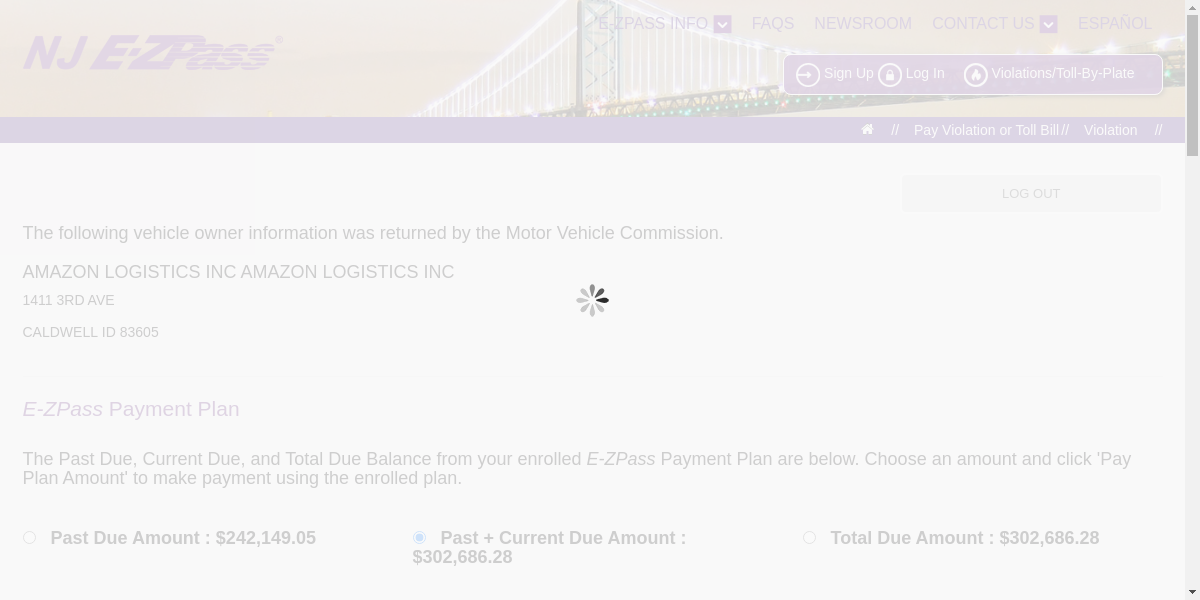 E-ZPASS INFO FAQS NEWSROOM CONTACT US ESPAÑOL
NJ E-ZPass®
Sign Up Log In Violations/Toll-By-Plate
// Pay Violation or Toll Bill // Violation //
LOG OUT
The following vehicle owner information was returned by the Motor Vehicle Commission.
AMAZON LOGISTICS INC AMAZON LOGISTICS INC
1411 3RD AVE
CALDWELL ID 83605
E-ZPass Payment Plan
The Past Due, Current Due, and Total Due Balance from your enrolled E-ZPass Payment Plan are below. Choose an amount and click 'Pay
Plan Amount' to make payment using the enrolled plan.
Past Due Amount : $242,149.05
Past + Current Due Amount :
$302,686.28
Total Due Amount : $302,686.28